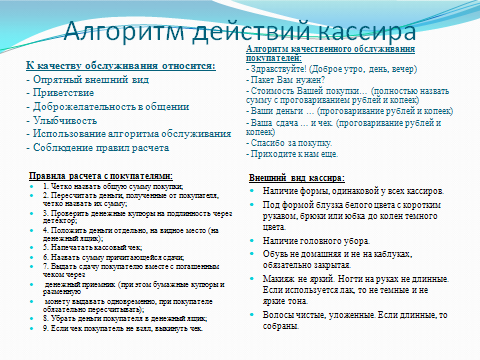 Алгоритм действий кассира
К качеству обслуживания относится:
- Опрятный внешний вид
- Приветствие
- Доброжелательность в общении
- Улыбчивость
- Использование алгоритма обслуживания
- Соблюдение правил расчета
Алгоритм качественного обслуживания
покупателей:
- Здравствуйте! (Доброе утро, день, вечер)
- Пакет Вам нужен?
- Стоимость Вашей покупки… (полностью назвать
сумму с проговариванием рублей и копеек)
- Ваши деньги … (проговаривание рублей и копеек)
- Ваша сдача … и чек. (проговаривание рублей и
копеек)
- Спасибо за покупку.
- Приходите к нам еще.
Правила расчета с покупателями:
1. Четко назвать общую сумму покупки;
2. Пересчитать деньги, полученные от покупателя,
четко назвать их сумму;
3. Проверить денежные купюры на подлинность через
детектор;
4. Положить деньги отдельно, на видное место (на
денежный ящик);
5. Напечатать кассовый чек;
6. Назвать сумму причитающейся сдачи;
7. Выдать сдачу покупателю вместе с погашенным
чеком через
денежный приемник (при этом бумажные купюры и
разменную
монету выдавать одновременно, при покупателе
обязательно пересчитывать);
8. Убрать деньги покупателя в денежный ящик;
9. Если чек покупатель не взял, выкинуть чек.
Внешний вид кассира:
Наличие формы, одинаковой у всех кассиров.
Под формой блузка белого цвета с коротким
рукавом, брюки или юбка до колен темного
цвета.
Наличие головного убора.
Обувь не домашняя и не на каблуках,
обязательно закрытая.
Макияж не яркий. Ногти на руках не длинные.
Если используется лак, то не темные и не
яркие тона.
Волосы чистые, уложенные. Если длинные, то
собраны.